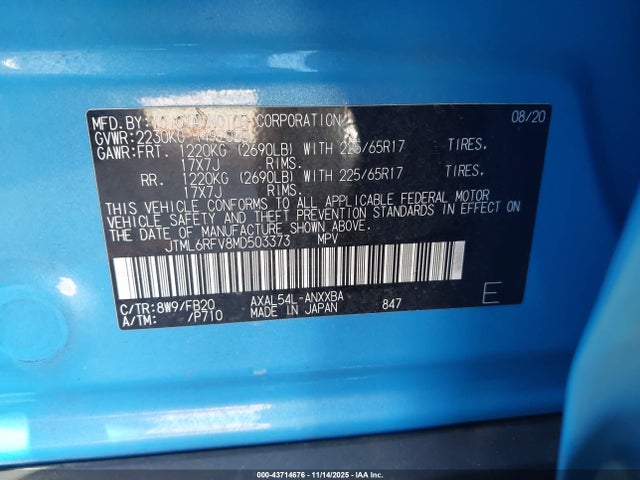 MFD. BY: MOTOR CORPORATION 08/20
GVWR: 2230KG
GAWR: FRT. 1220KG (2690LB) WITH 225/65R17 TIRES.
17X7J RIMS.
RR. 1220KG (2690LB) WITH 225/65R17 TIRES.
17X7J RIMS.
THIS VEHICLE CONFORMS TO ALL APPLICABLE FEDERAL MOTOR
VEHICLE SAFETY AND THEFT PREVENTION STANDARDS IN EFFECT ON
THE DATE OF MANUFACTURE SHOWN ABOVE.
JTML6RFV8MD503373 MPV
C/TR: 8W9/FB20 AXAL54L-ANXXBA 847 E
A/TM: /P710 MADE IN JAPAN
000-43714676 - 11/14/2025 - IAA Inc.